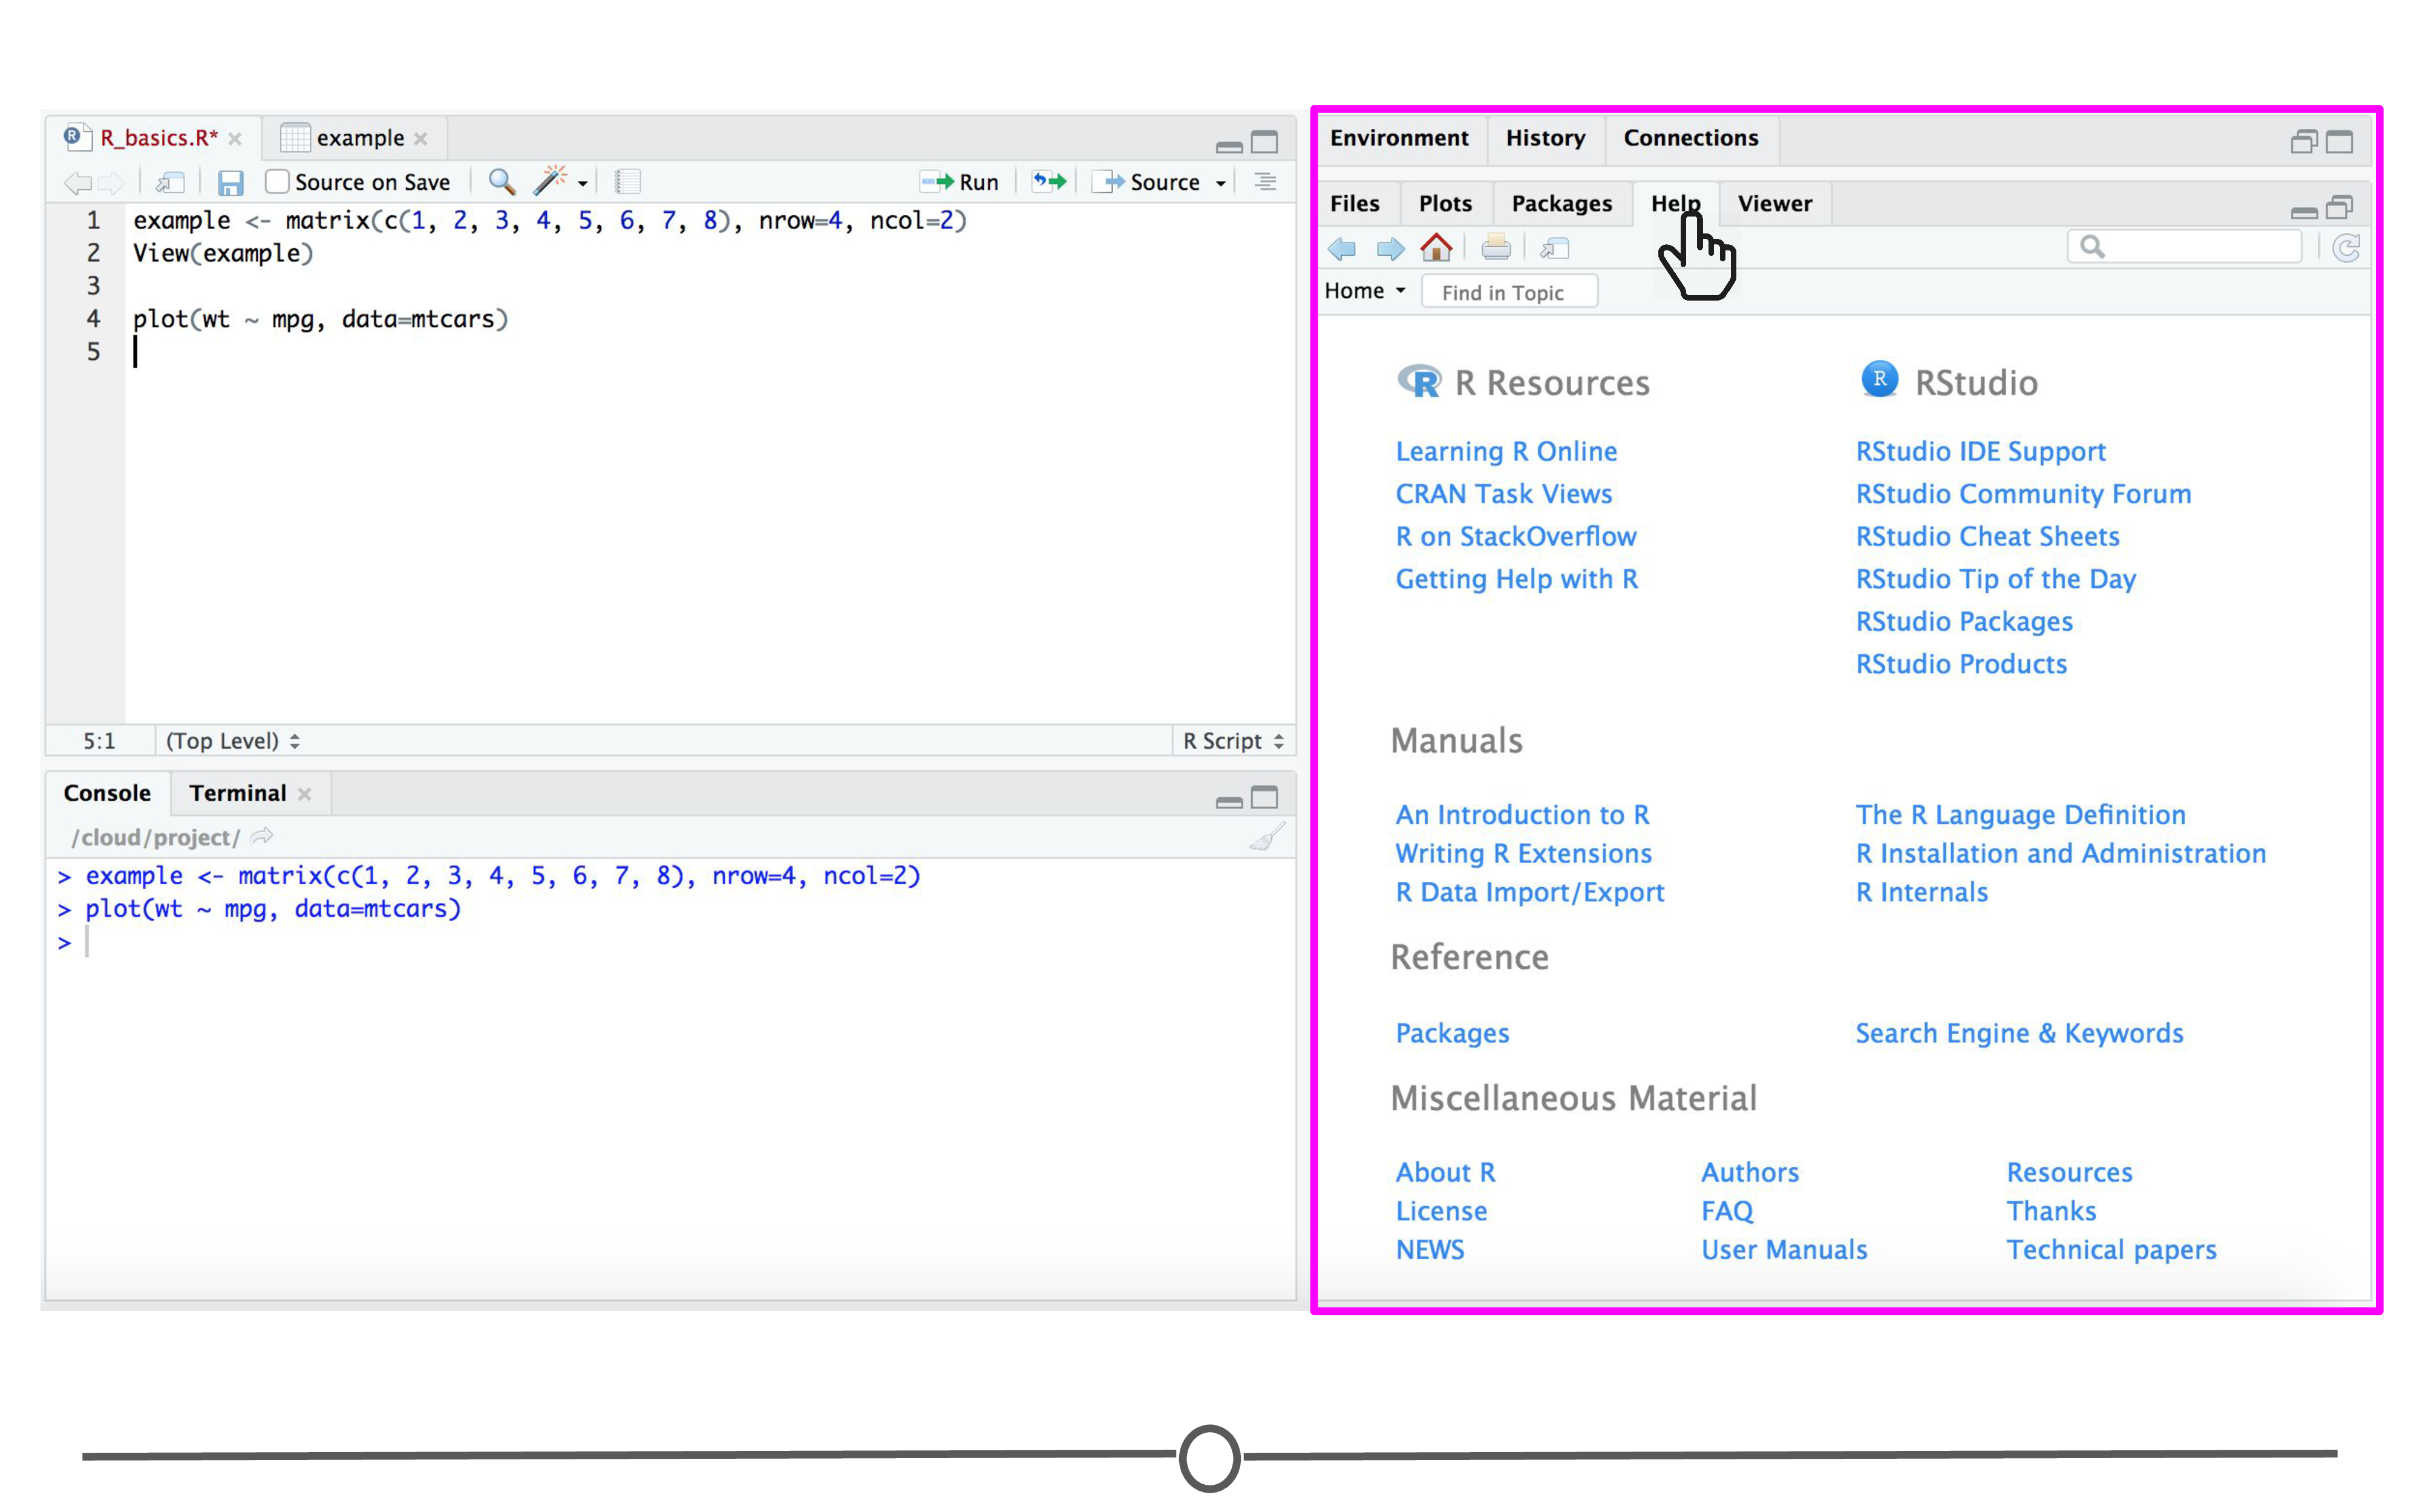 R_basics.R* example
Source on Save Run Source
1 example <- matrix(c(1, 2, 3, 4, 5, 6, 7, 8), nrow=4, ncol=2)
2 View(example)
3
4 plot(wt ~ mpg, data=mtcars)
5
5:1 (Top Level) R Script
Console Terminal
/cloud/project/
> example <- matrix(c(1, 2, 3, 4, 5, 6, 7, 8), nrow=4, ncol=2)
> plot(wt ~ mpg, data=mtcars)
>
Environment History Connections
Files Plots Packages Help Viewer
Home Find in Topic
R R Resources
Learning R Online
CRAN Task Views
R on StackOverflow
Getting Help with R
R RStudio
RStudio IDE Support
RStudio Community Forum
RStudio Cheat Sheets
RStudio Tip of the Day
RStudio Packages
RStudio Products
Manuals
An Introduction to R The R Language Definition
Writing R Extensions R Installation and Administration
R Data Import/Export R Internals
Reference
Packages Search Engine & Keywords
Miscellaneous Material
About R Authors Resources
License FAQ Thanks
NEWS User Manuals Technical papers